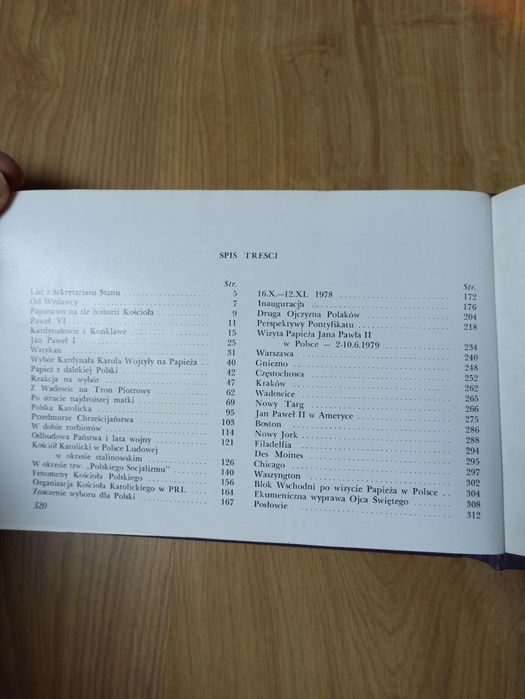 SPIS TREŚCI
Str.
List z Sekretariatu Stanu . . . . 5
Od Wydawcy . . . . 7
Papiestwo na tle historii Kościoła . . . . 9
Paweł VI . . . . 11
Kardynałowie i Konklawe . . . . 15
Jan Paweł I . . . . 25
Watykan . . . . 31
Wybór Kardynała Karola Wojtyły na Papieża . . 40
Papież z dalekiej Polski . . . . 42
Reakcja na wybór . . . . 47
Z Wadowic na Tron Piotrowy . . . . 62
Po stracie najdroższej matki . . . . 69
Polska Katolicka . . . . 95
Przedmurze Chrześcijaństwa . . . . 103
W dobie rozbiorów . . . . 114
Odbudowa Państwa i lata wojny . . . . 121
Kościół Katolicki w Polsce Ludowej
w okresie stalinowskim . . . . 126
W okresie tzw. „Polskiego Socjalizmu” . . . . 140
Fenomeny Kościoła Polskiego . . . . 156
Organizacja Kościoła Katolickiego w PRL . . . . 164
Znaczenie wyboru dla Polski . . . . 167
320
Str.
16.X.—12.XI. 1978 . . . . 172
Inauguracja . . . . 176
Druga Ojczyzna Polaków . . . . 204
Perspektywy Pontyfikatu . . . . 218
Wizyta Papieża Jana Pawła II
w Polsce — 2-10.6.1979 . . . . 234
Warszawa . . . . 240
Gniezno . . . . 248
Częstochowa . . . . 252
Kraków . . . . 262
Wadowice . . . . 265
Nowy Targ . . . . 266
Jan Paweł II w Ameryce . . . . 275
Boston . . . . 286
Nowy Jork . . . . 288
Filadelfia . . . . 294
Des Moines . . . . 295
Chicago . . . . 297
Waszyngton . . . . 302
Blok Wschodni po wizycie Papieża w Polsce . . 304
Ekumeniczna wyprawa Ojca Świętego . . . . 308
Posłowie . . . . 312